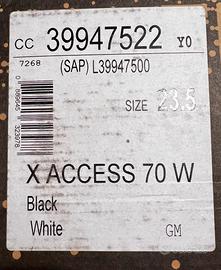 CC 39947522 Y0
7268 (SAP) L39947500
SIZE 23.5
X ACCESS 70 W
Black
White GM